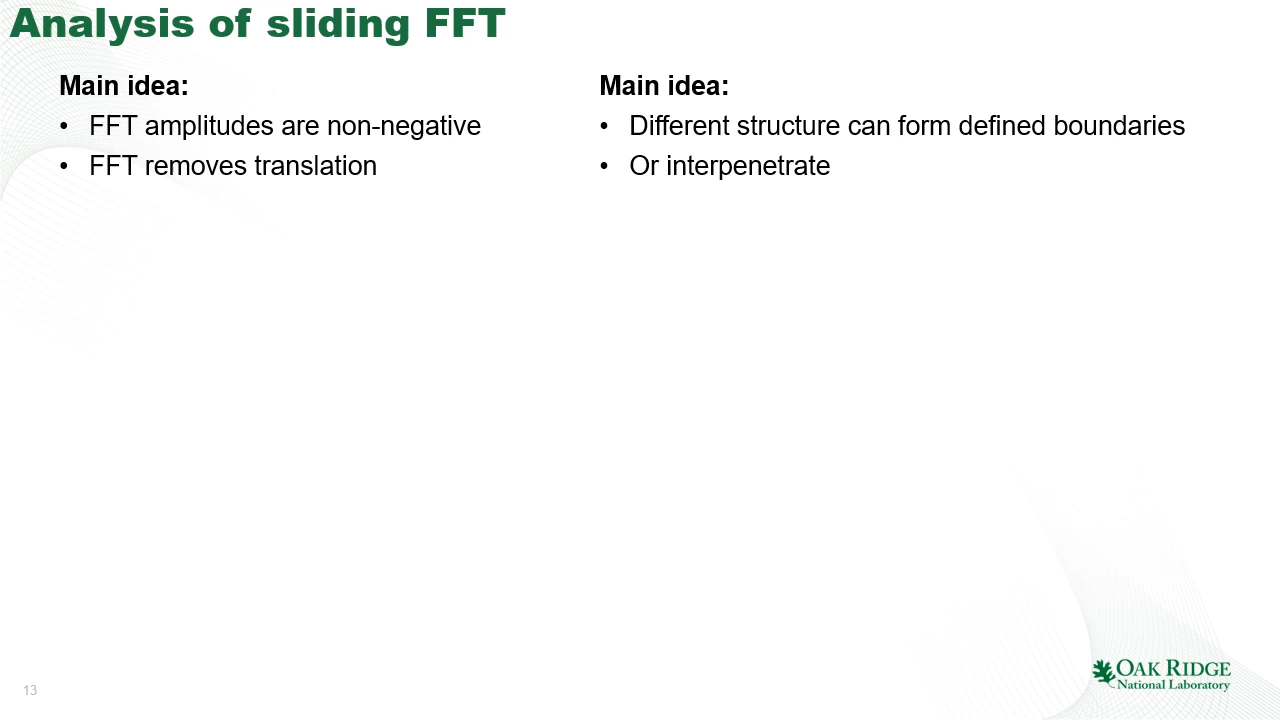 Analysis of sliding FFT
Main idea:
• FFT amplitudes are non-negative
• FFT removes translation
Main idea:
• Different structure can form defined boundaries
• Or interpenetrate
13
OAK RIDGE
National Laboratory